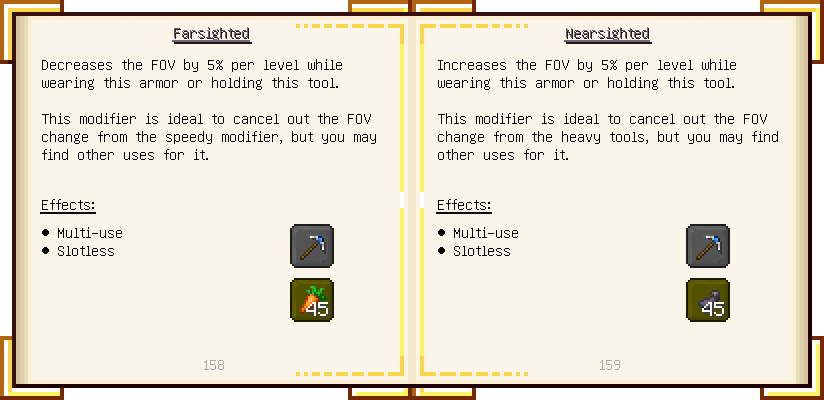 Farsighted
Decreases the FOV by 5% per level while
wearing this armor or holding this tool.
This modifier is ideal to cancel out the FOV
change from the speedy modifier, but you may
find other uses for it.
Effects:
• Multi-use
• Slotless
45
158
Nearsighted
Increases the FOV by 5% per level while
wearing this armor or holding this tool.
This modifier is ideal to cancel out the FOV
change from the heavy tools, but you may find
other uses for it.
Effects:
• Multi-use
• Slotless
45
159